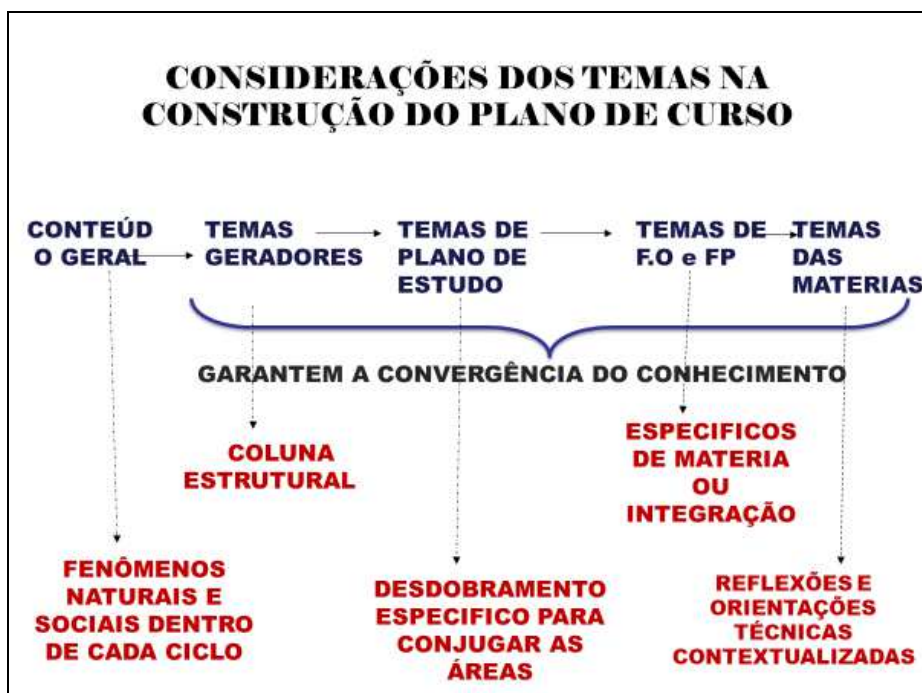 CONSIDERAÇÕES DOS TEMAS NA
CONSTRUÇÃO DO PLANO DE CURSO
CONTEÚD
O GERAL
TEMAS
GERADORES
TEMAS DE
PLANO DE
ESTUDO
TEMAS DE
F.O e FP
TEMAS
DAS
MATERIAS
GARANTEM A CONVERGÊNCIA DO CONHECIMENTO
COLUNA
ESTRUTURAL
ESPECIFICOS
DE MATERIA
OU
INTEGRAÇÃO
FENÔMENOS
NATURAIS E
SOCIAIS DENTRO
DE CADA CICLO
DESDOBRAMENTO
ESPECIFICO PARA
CONJUGAR AS
ÁREAS
REFLEXÕES E
ORIENTAÇÕES
TÉCNICAS
CONTEXTUALIZADAS